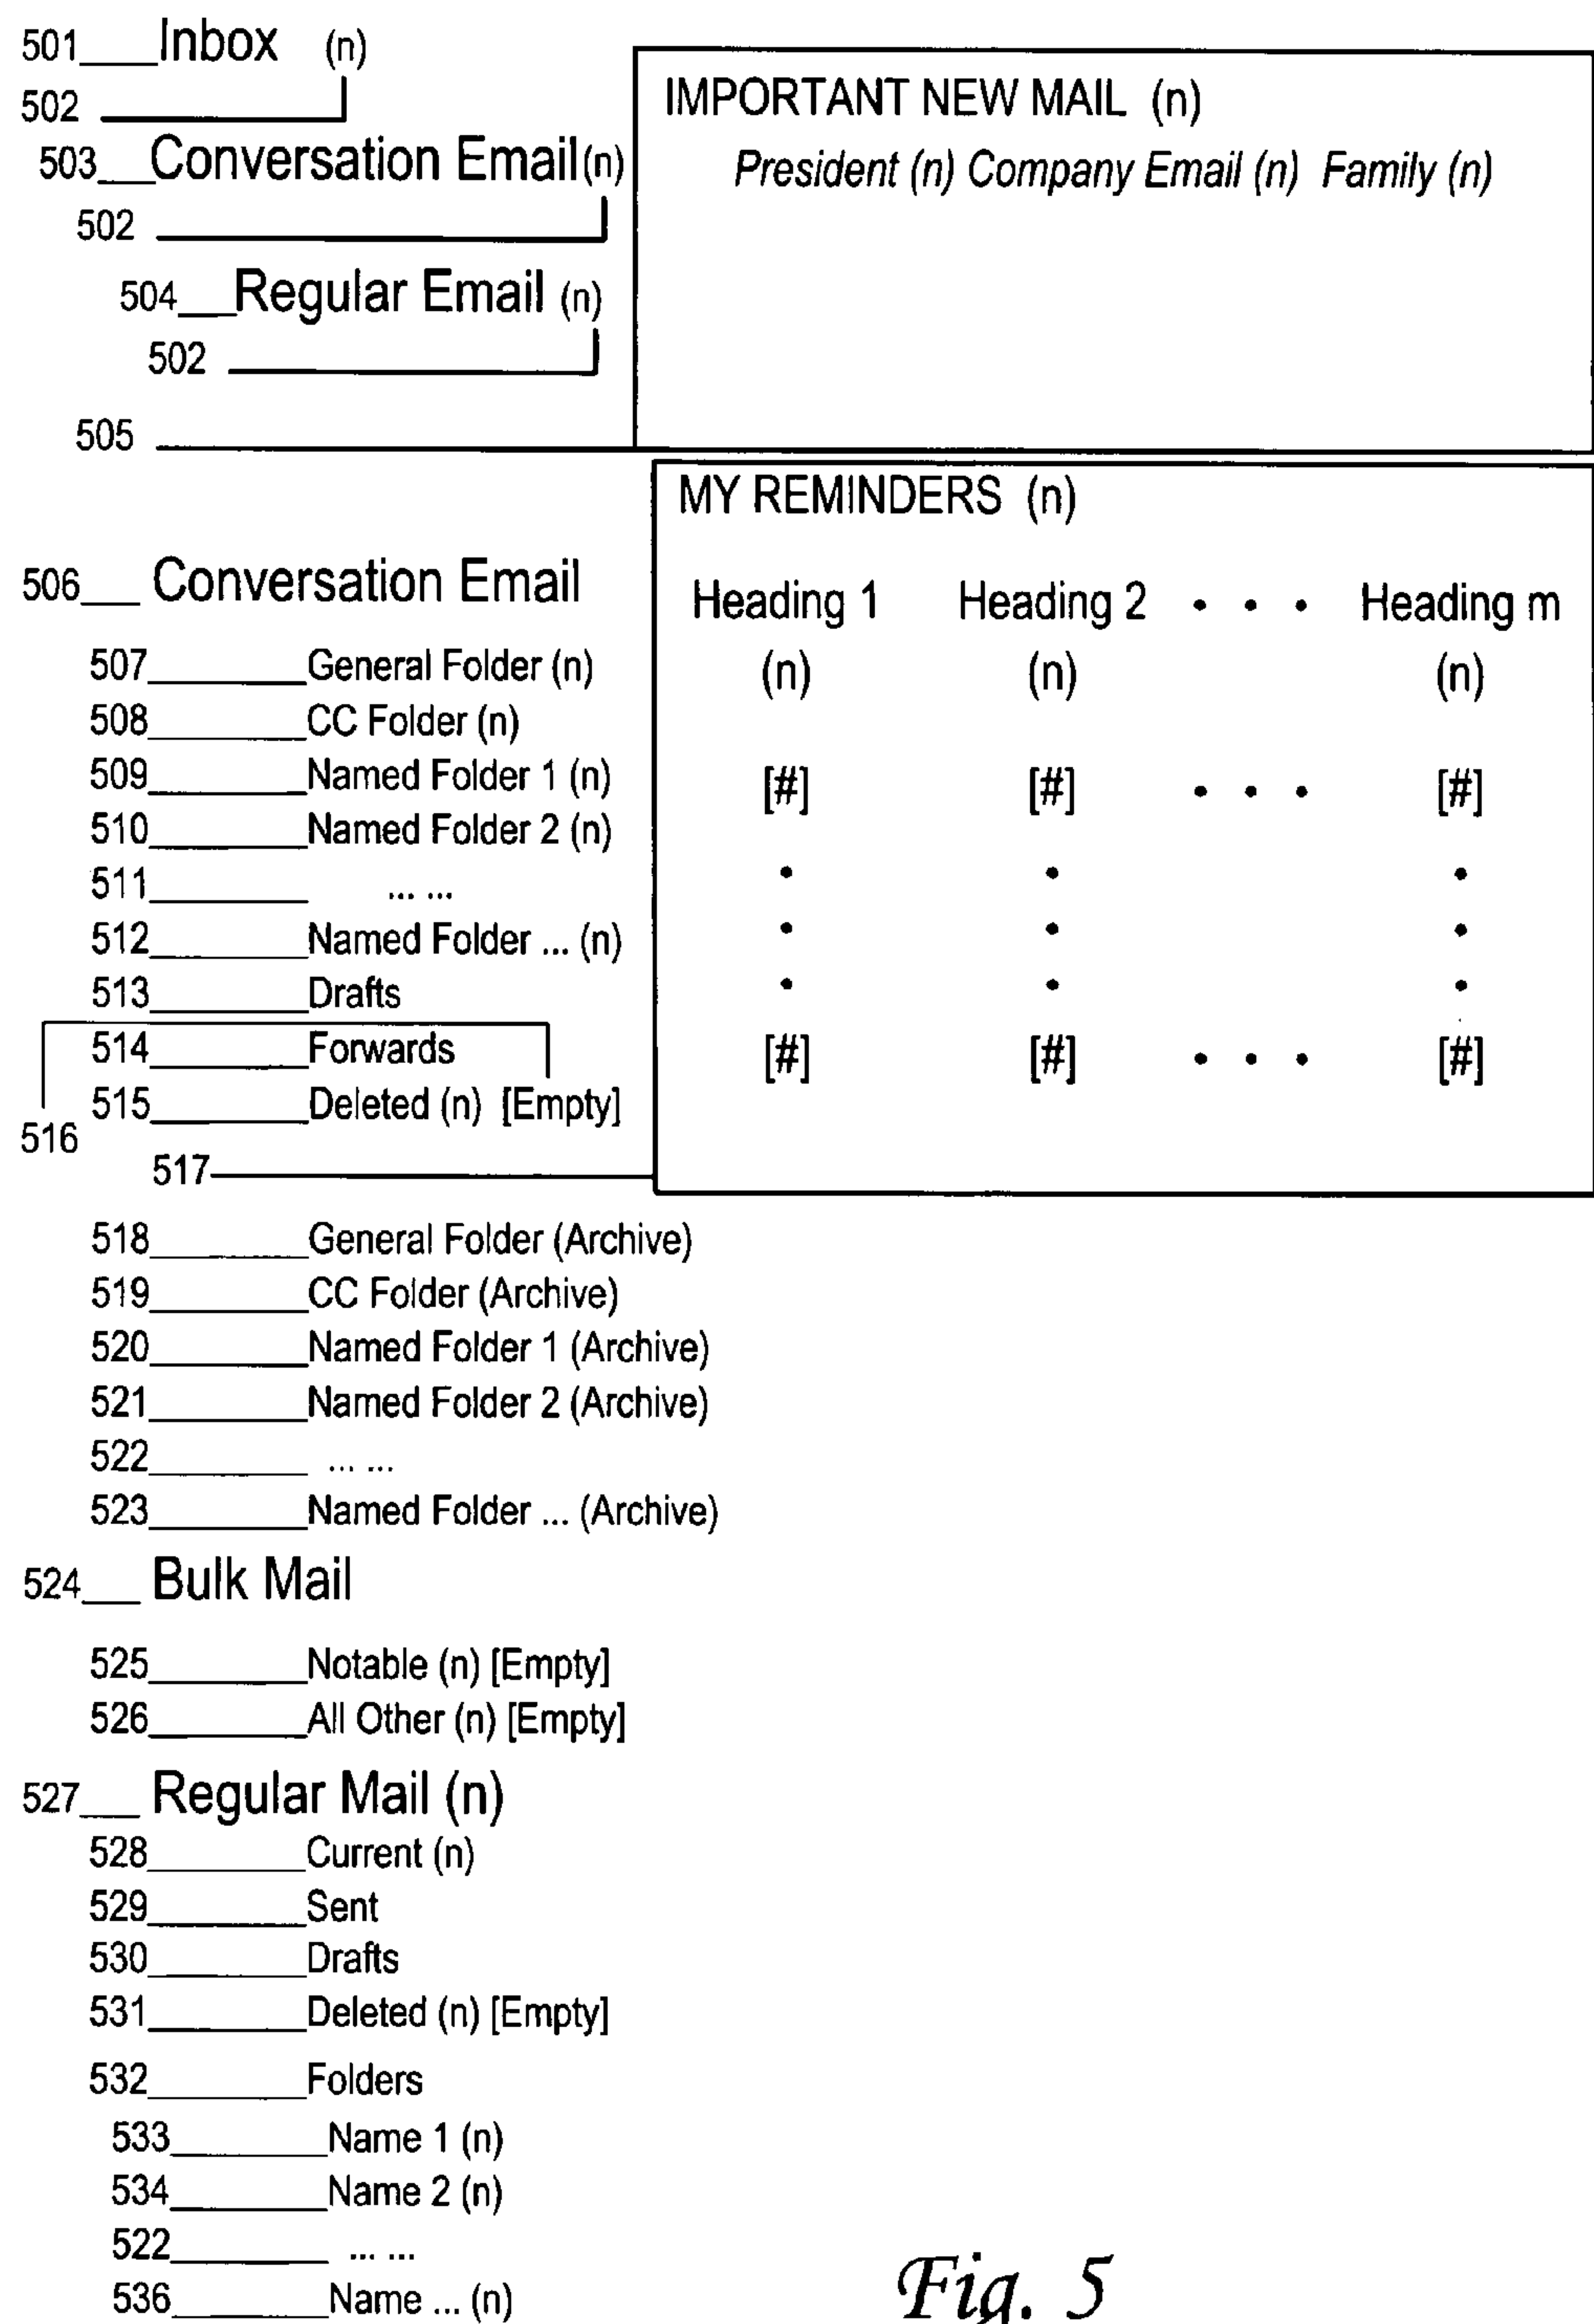 501 Inbox (n)
502
503 Conversation Email (n)
502
504 Regular Email (n)
502
505
IMPORTANT NEW MAIL (n)
President (n) Company Email (n) Family (n)
MY REMINDERS (n)
Heading 1 Heading 2 • • • Heading m
(n) (n) (n)
[#] [#] • • • [#]
• • •
• • •
• • •
[#] [#] • • • [#]
506 Conversation Email
507 General Folder (n)
508 CC Folder (n)
509 Named Folder 1 (n)
510 Named Folder 2 (n)
511 ... ...
512 Named Folder ... (n)
513 Drafts
514 Forwards
515 Deleted (n) [Empty]
516
517
518 General Folder (Archive)
519 CC Folder (Archive)
520 Named Folder 1 (Archive)
521 Named Folder 2 (Archive)
522 ... ...
523 Named Folder ... (Archive)
524 Bulk Mail
525 Notable (n) [Empty]
526 All Other (n) [Empty]
527 Regular Mail (n)
528 Current (n)
529 Sent
530 Drafts
531 Deleted (n) [Empty]
532 Folders
533 Name 1 (n)
534 Name 2 (n)
522 ... ...
536 Name ... (n)
Fig. 5